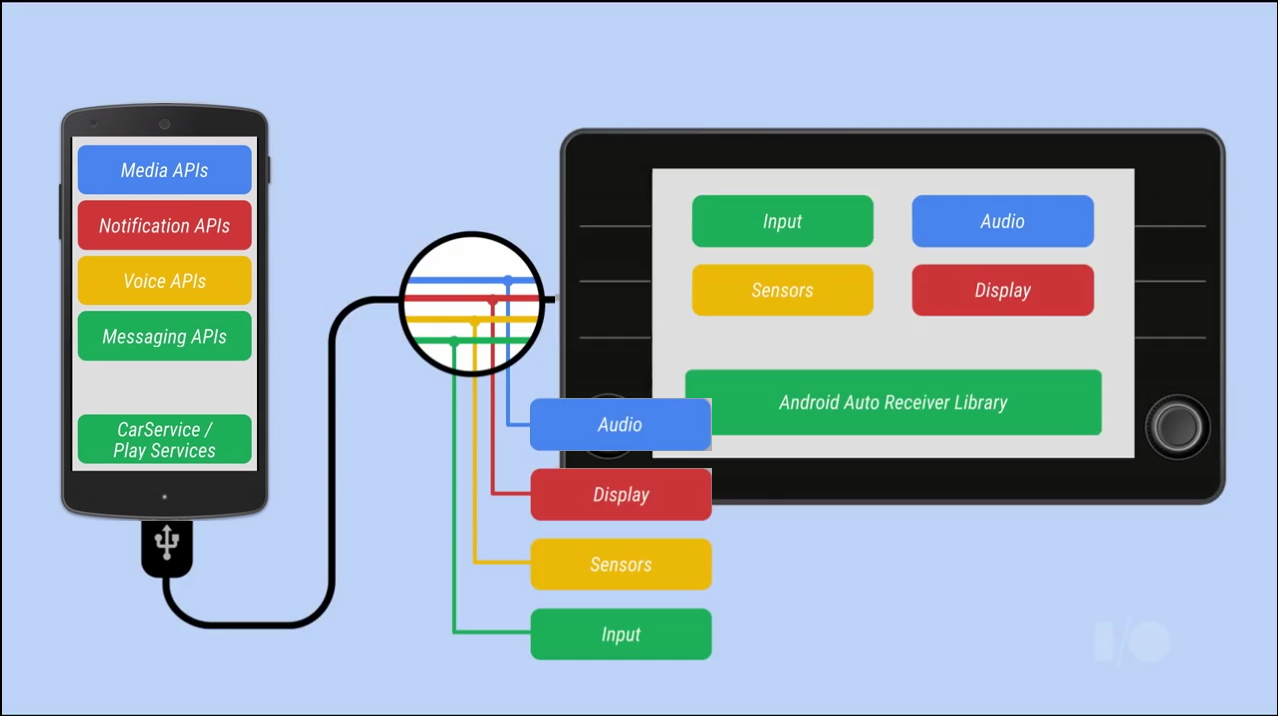 Media APIs
Notification APIs
Voice APIs
Messaging APIs
CarService /
Play Services
Input
Audio
Sensors
Display
Android Auto Receiver Library
Audio
Display
Sensors
Input
I/O